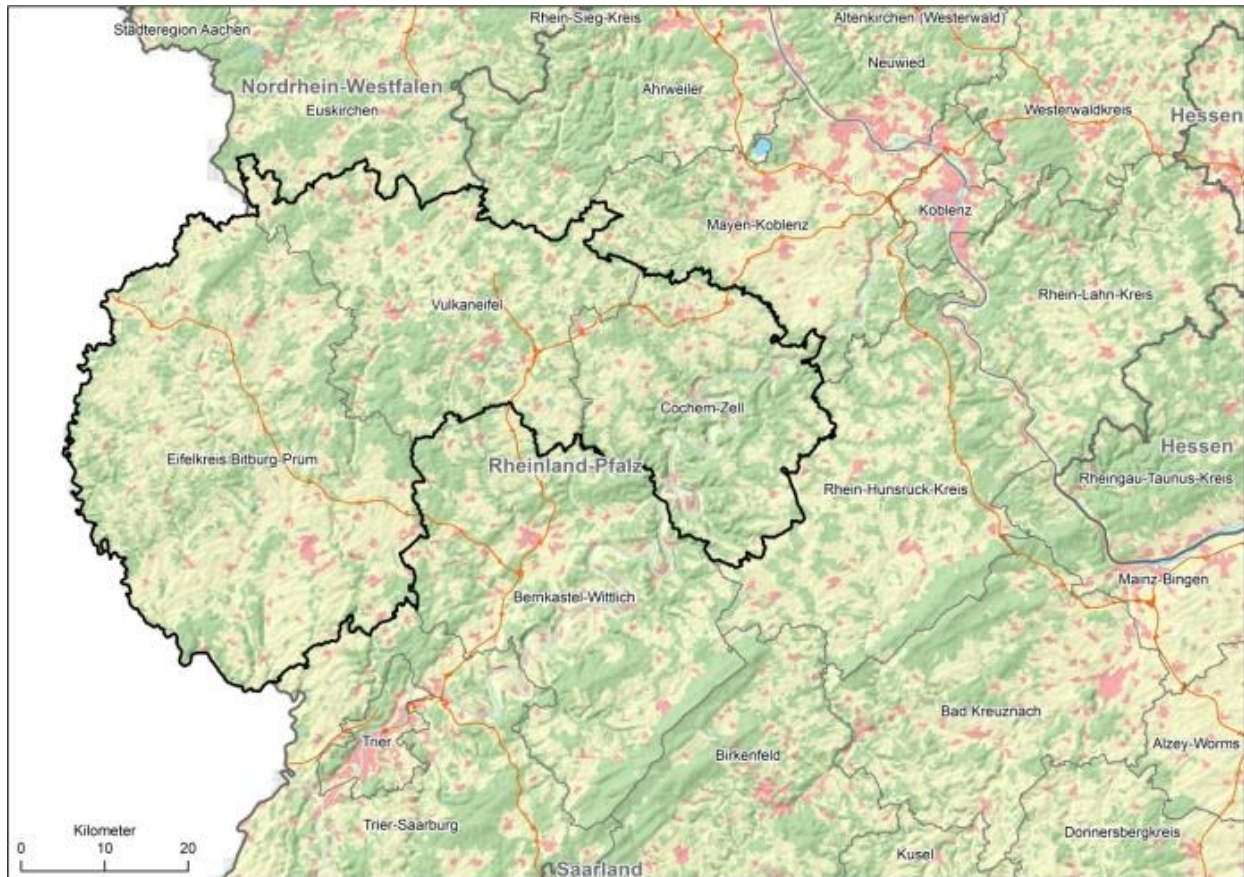 Rhein-Sieg-Kreis
Altenkirchen (Westerwald)
Städteregion Aachen
Neuwied
Nordrhein-Westfalen
Ahrweiler
Euskirchen
Westerwaldkreis
Hessen
Koblenz
Mayen-Koblenz
Rhein-Lahn-Kreis
Vulkaneifel
Cochem-Zell
Hessen
Eifelkreis Bitburg-Prüm
Rheinland-Pfalz
Rheingau-Taunus-Kreis
Rhein-Hunsrück-Kreis
Mainz-Bingen
Bernkastel-Wittlich
Bad Kreuznach
Trier
Alzey-Worms
Birkenfeld
Trier-Saarburg
Kilometer
Donnersbergkreis
0 10 20
Kusel
Saarland